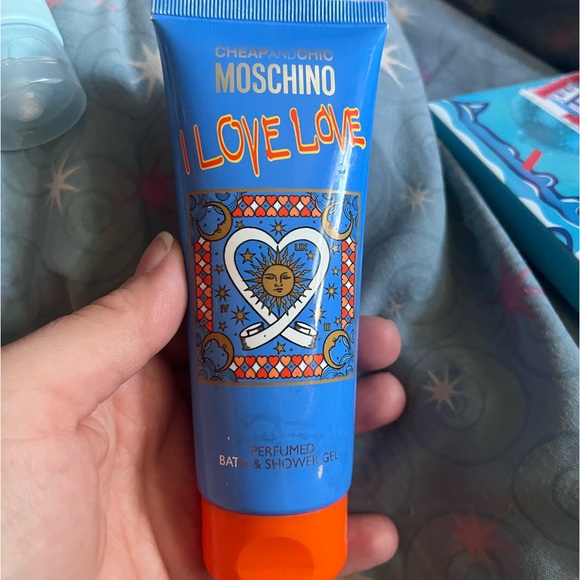 CHEAPANDCHIC
MOSCHINO
I LOVE LOVE
PERFUMED
BATH & SHOWER GEL